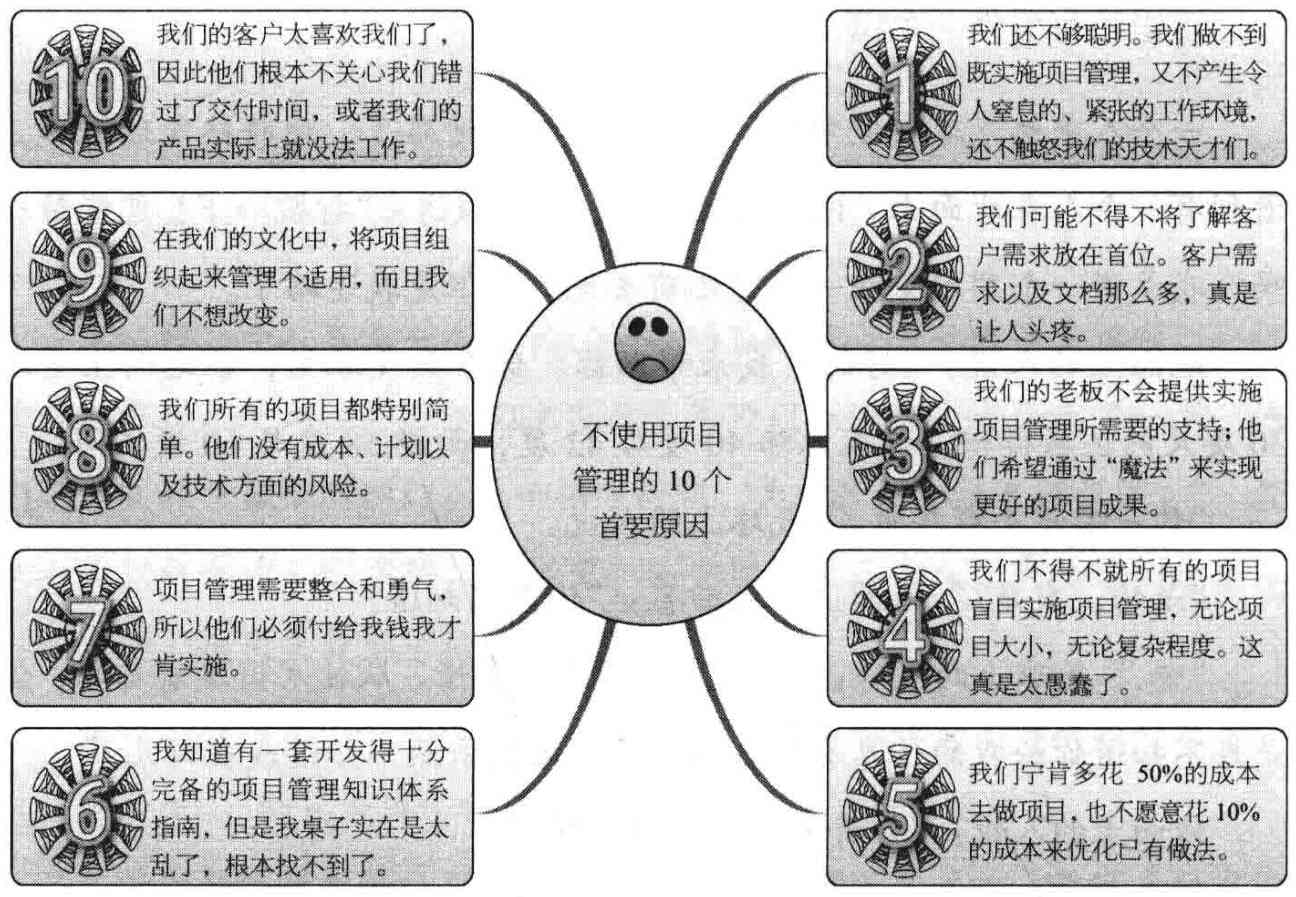 不使用项目
管理的 10 个
首要原因
1
我们还不够聪明。我们做不到
既实施项目管理，又不产生令
人窒息的、紧张的工作环境，
还不触怒我们的技术天才们。
2
我们可能不得不将了解客
户需求放在首位。客户需
求以及文档那么多，真是
让人头疼。
3
我们的老板不会提供实施
项目管理所需要的支持；他
们希望通过“魔法”来实现
更好的项目成果。
4
我们不得不就所有的项目
盲目实施项目管理，无论项
目大小，无论复杂程度。这
真是太愚蠢了。
5
我们宁肯多花 50%的成本
去做项目，也不愿意花 10%
的成本来优化已有做法。
6
我知道有一套开发得十分
完备的项目管理知识体系
指南，但是我桌子实在是太
乱了，根本找不到了。
7
项目管理需要整合和勇气，
所以他们必须付给我钱我才
肯实施。
8
我们所有的项目都特别简
单。他们没有成本、计划以
及技术方面的风险。
9
在我们的文化中，将项目组
织起来管理不适用，而且我
们不想改变。
10
我们的客户太喜欢我们了，
因此他们根本不关心我们错
过了交付时间，或者我们的
产品实际上就没法工作。